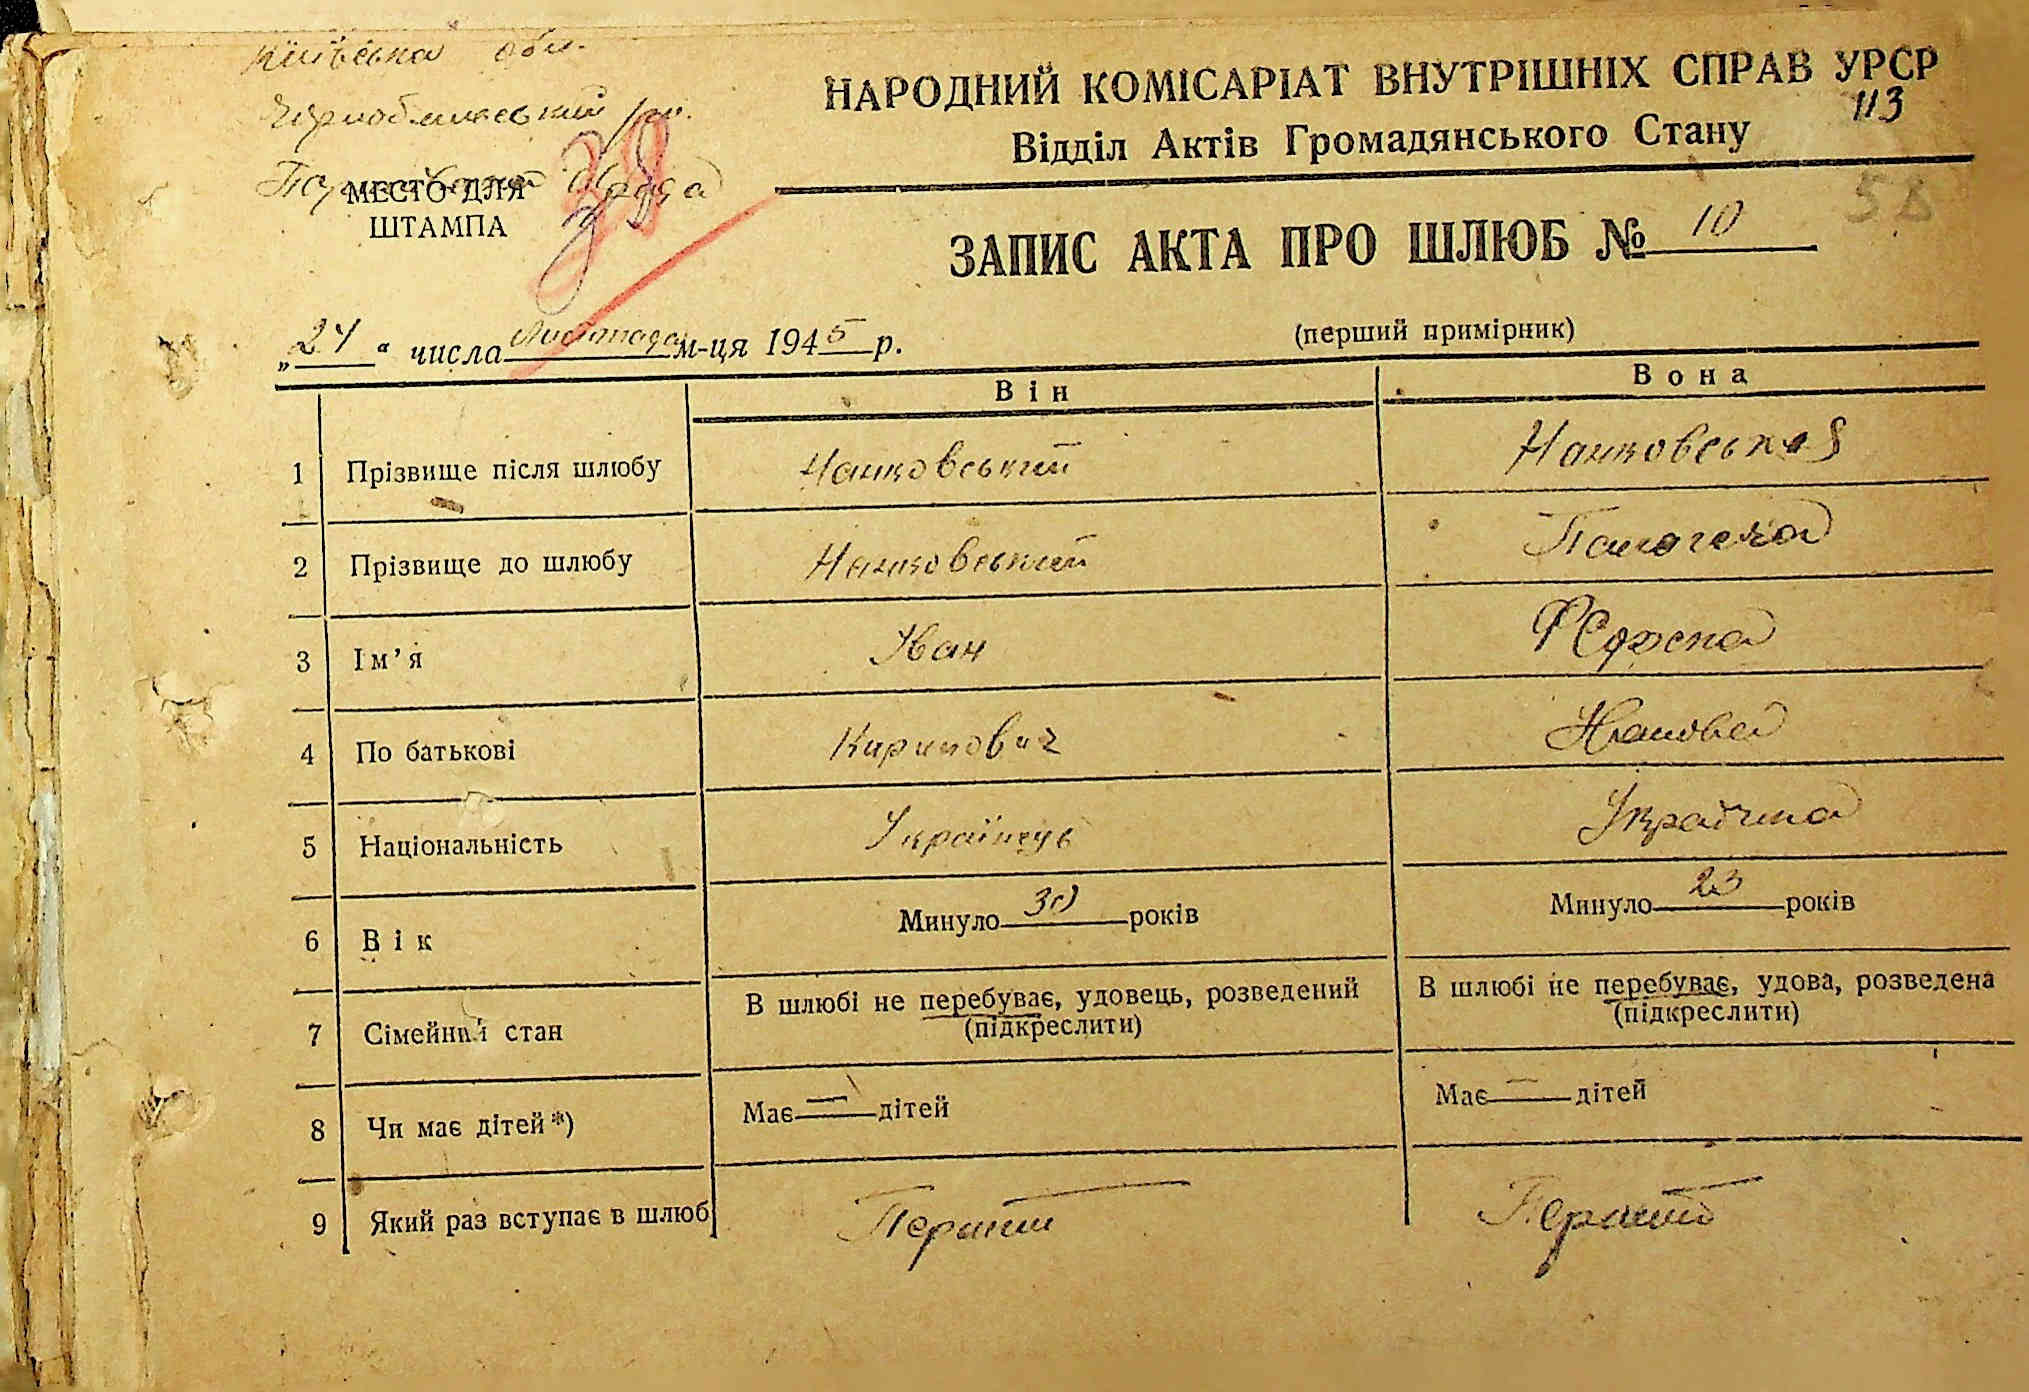 Київська обл.
Чорнобильський р-н.
МЕСТО ДЛЯ
ШТАМПА
НАРОДНИЙ КОМІСАРІАТ ВНУТРІШНІХ СПРАВ УРСР
113
Відділ Актів Громадянського Стану
58
ЗАПИС АКТА ПРО ШЛЮБ № 10
(перший примірник)
„24“ числа Листопада м-ця 1945 р.
Він Вона
1 Прізвище після шлюбу
2 Прізвище до шлюбу
3 Ім'я Іван
4 По батькові
5 Національність Українець Українка
6 Вік Минуло 30 років Минуло 23 років
7 Сімейний стан В шлюбі не перебуває, удовець, розведений В шлюбі не перебуває, удова, розведена
(підкреслити) (підкреслити)
8 Чи має дітей*) Має — дітей Має — дітей
9 Який раз вступає в шлюб Перший Перший